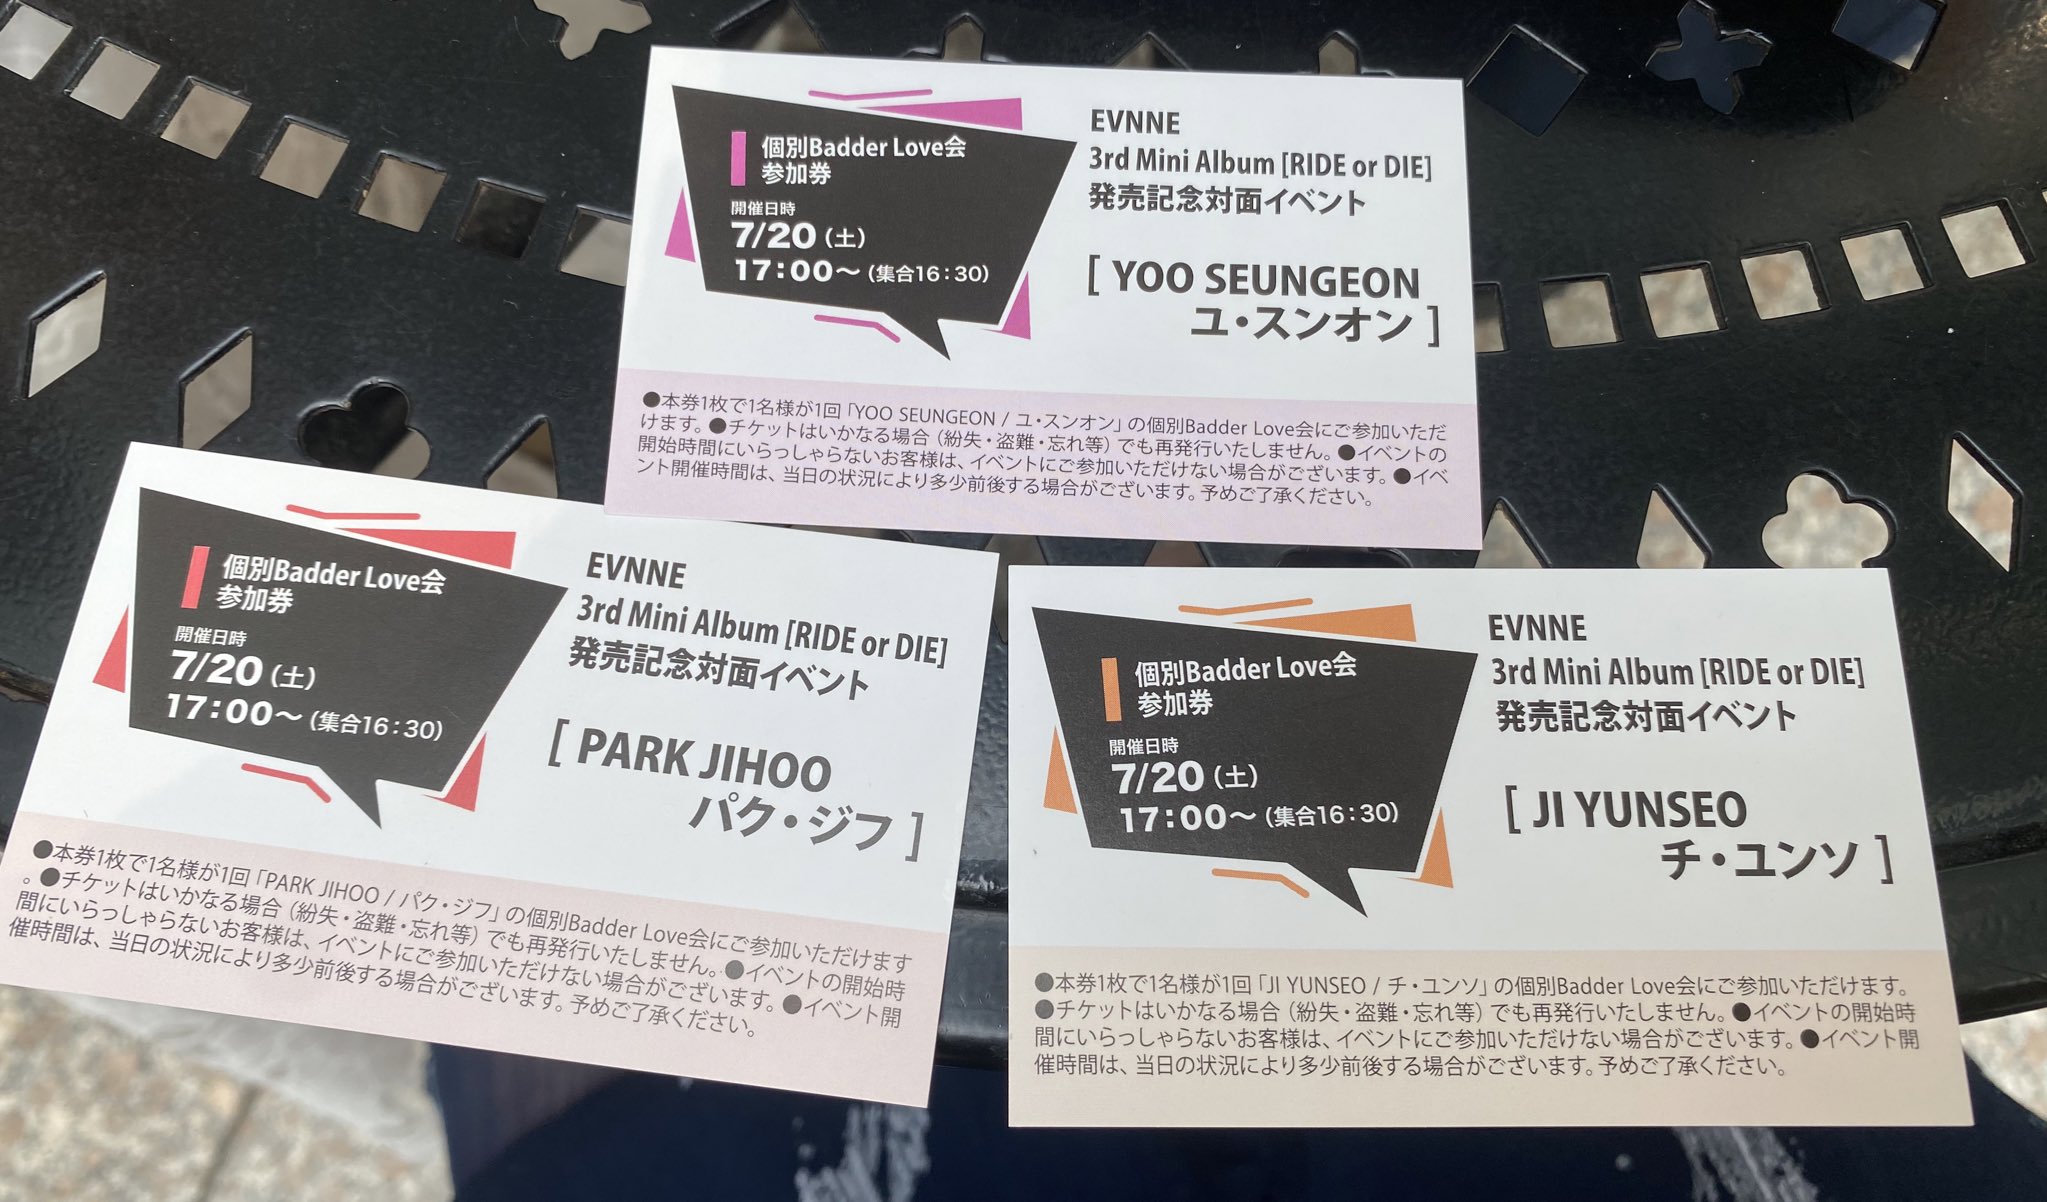 個別Badder Love会
参加券
開催日時
7/20（土）
17:00〜（集合16:30）
EVNNE
3rd Mini Album [RIDE or DIE]
発売記念対面イベント
[ YOO SEUNGEON
ユ・スンオン ]
●本券1枚で1名様が1回「YOO SEUNGEON / ユ・スンオン」の個別Badder Love会にご参加いただ
けます。●チケットはいかなる場合（紛失・盗難・忘れ等）でも再発行いたしません。●イベントの
開始時間にいらっしゃらないお客様は、イベントにご参加いただけない場合がございます。●イベ
ント開催時間は、当日の状況により多少前後する場合がございます。予めご了承ください。
個別Badder Love会
参加券
開催日時
7/20（土）
17:00〜（集合16:30）
EVNNE
3rd Mini Album [RIDE or DIE]
発売記念対面イベント
[ PARK JIHOO
パク・ジフ ]
●本券1枚で1名様が1回「PARK JIHOO / パク・ジフ」の個別Badder Love会にご参加いただけます
。●チケットはいかなる場合（紛失・盗難・忘れ等）でも再発行いたしません。●イベントの開始時
間にいらっしゃらないお客様は、イベントにご参加いただけない場合がございます。●イベント開
催時間は、当日の状況により多少前後する場合がございます。予めご了承ください。
個別Badder Love会
参加券
開催日時
7/20（土）
17:00〜（集合16:30）
EVNNE
3rd Mini Album [RIDE or DIE]
発売記念対面イベント
[ JI YUNSEO
チ・ユンソ ]
●本券1枚で1名様が1回「JI YUNSEO / チ・ユンソ」の個別Badder Love会にご参加いただけます。
●チケットはいかなる場合（紛失・盗難・忘れ等）でも再発行いたしません。●イベントの開始時
間にいらっしゃらないお客様は、イベントにご参加いただけない場合がございます。●イベント開
催時間は、当日の状況により多少前後する場合がございます。予めご了承ください。